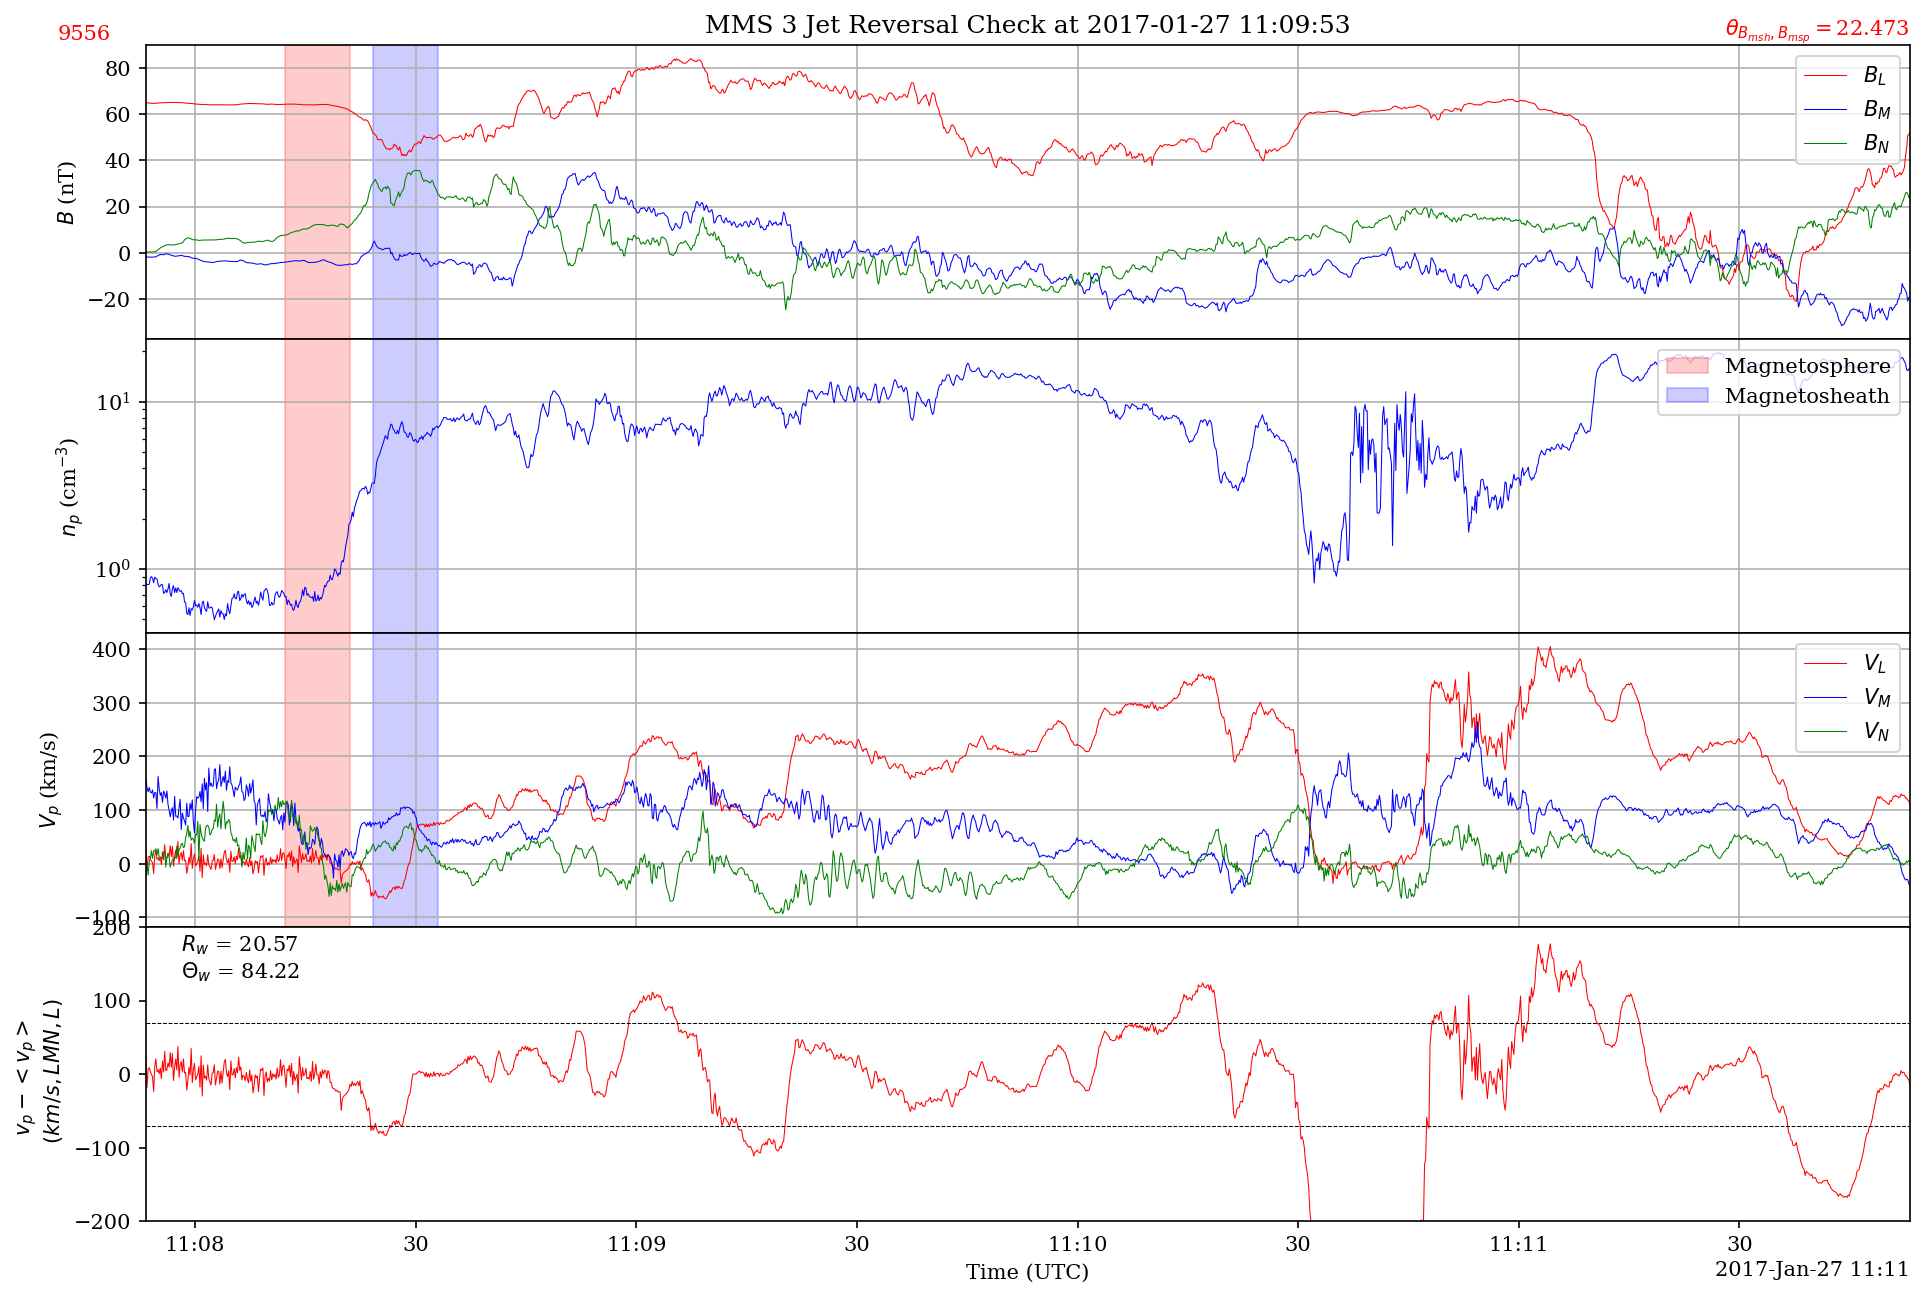 9556
MMS 3 Jet Reversal Check at 2017-01-27 11:09:53
θ_{B_{msh}, B_{msp}} = 22.473
80
60
40
20
0
−20
B (nT)
B_L
B_M
B_N
10^1
10^0
n_p (cm^{−3})
Magnetosphere
Magnetosheath
400
300
200
100
0
−100
V_p (km/s)
V_L
V_M
V_N
200
100
0
−100
−200
v_p − < v_p >
(km/s, LMN, L)
R_w = 20.57
Θ_w = 84.22
11:08 30 11:09 30 11:10 30 11:11 30
Time (UTC)
2017-Jan-27 11:11